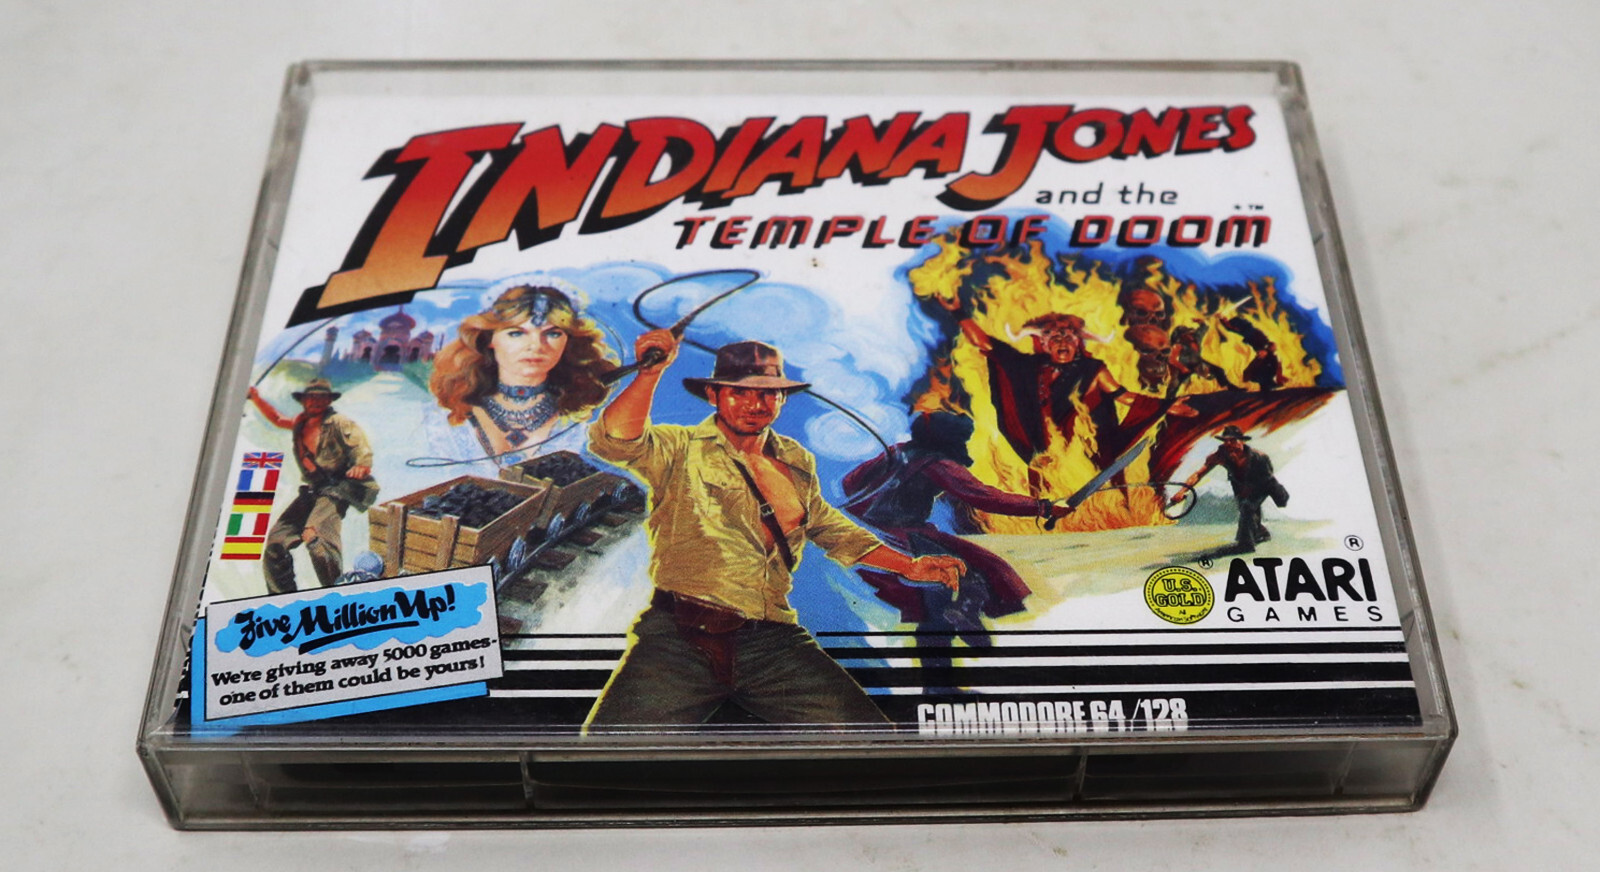 INDIANA JONES
and the
TEMPLE OF DOOM™
U.S.
GOLD
®
ATARI®
GAMES
Five Million Up!
We're giving away 5000 games-
one of them could be yours!
COMMODORE 64/128